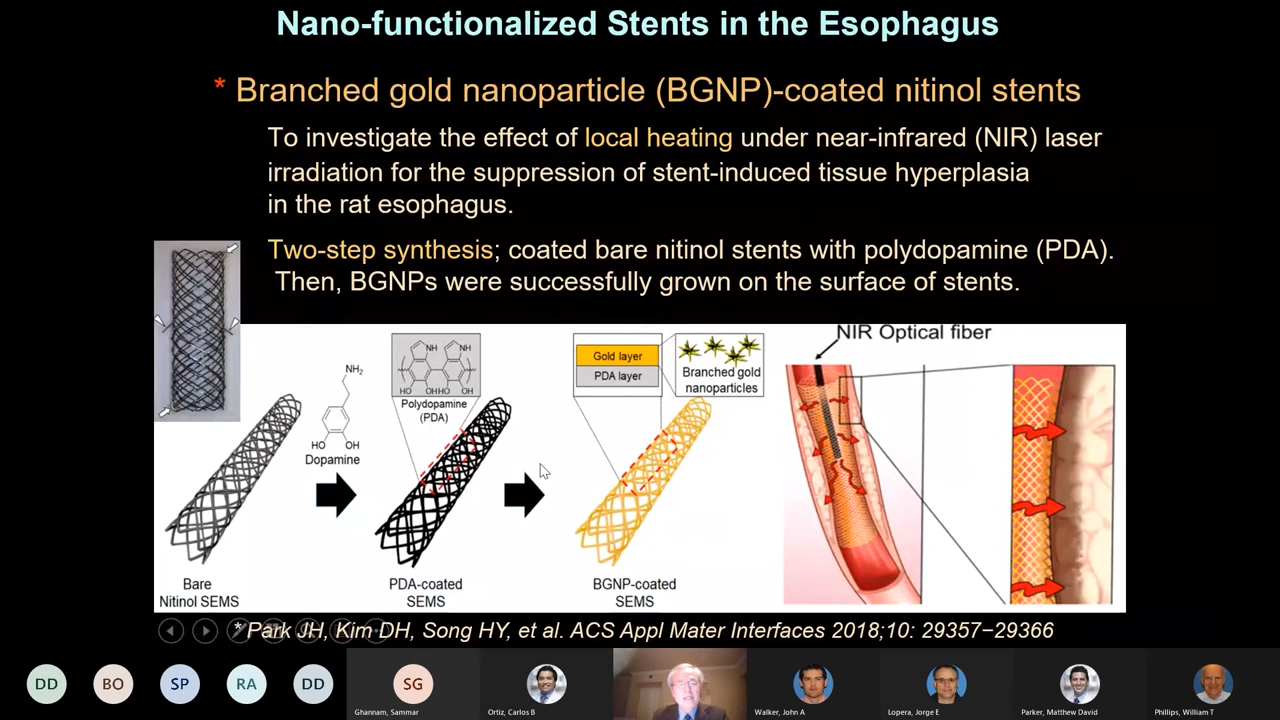 Nano-functionalized Stents in the Esophagus
* Branched gold nanoparticle (BGNP)-coated nitinol stents
To investigate the effect of local heating under near-infrared (NIR) laser
irradiation for the suppression of stent-induced tissue hyperplasia
in the rat esophagus.
Two-step synthesis; coated bare nitinol stents with polydopamine (PDA).
Then, BGNPs were successfully grown on the surface of stents.
NH2
HO
OH
Dopamine
NH
NH
HO
OH
HO
OH
Polydopamine
(PDA)
Gold layer
PDA layer
Branched gold
nanoparticles
NIR Optical fiber
Bare
Nitinol SEMS
PDA-coated
SEMS
BGNP-coated
SEMS
* Park JH, Kim DH, Song HY, et al. ACS Appl Mater Interfaces 2018;10: 29357−29366
DD
BO
SP
RA
DD
SG
Ghannam, Sammar
Ortiz, Carlos B
Walker, John A
Lopera, Jorge E
Parker, Matthew David
Phillips, William T